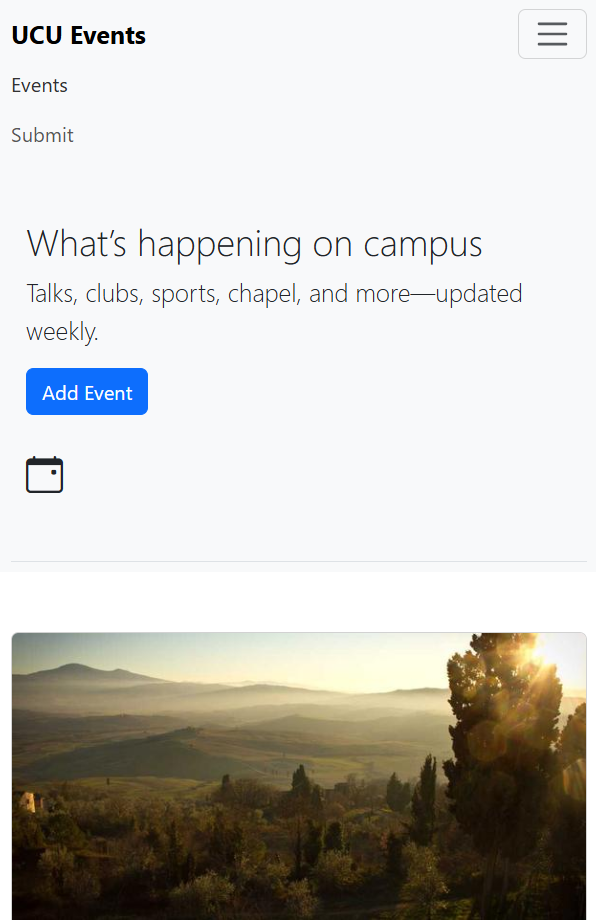 UCU Events
Events
Submit
What’s happening on campus
Talks, clubs, sports, chapel, and more—updated
weekly.
Add Event